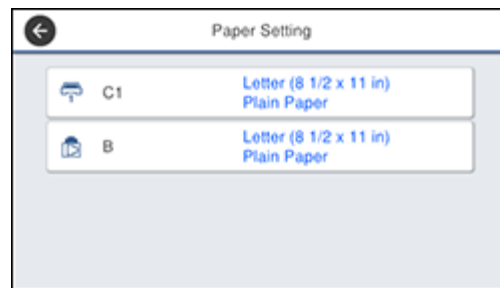 Paper Setting
C1
Letter (8 1/2 x 11 in)
Plain Paper
B
Letter (8 1/2 x 11 in)
Plain Paper